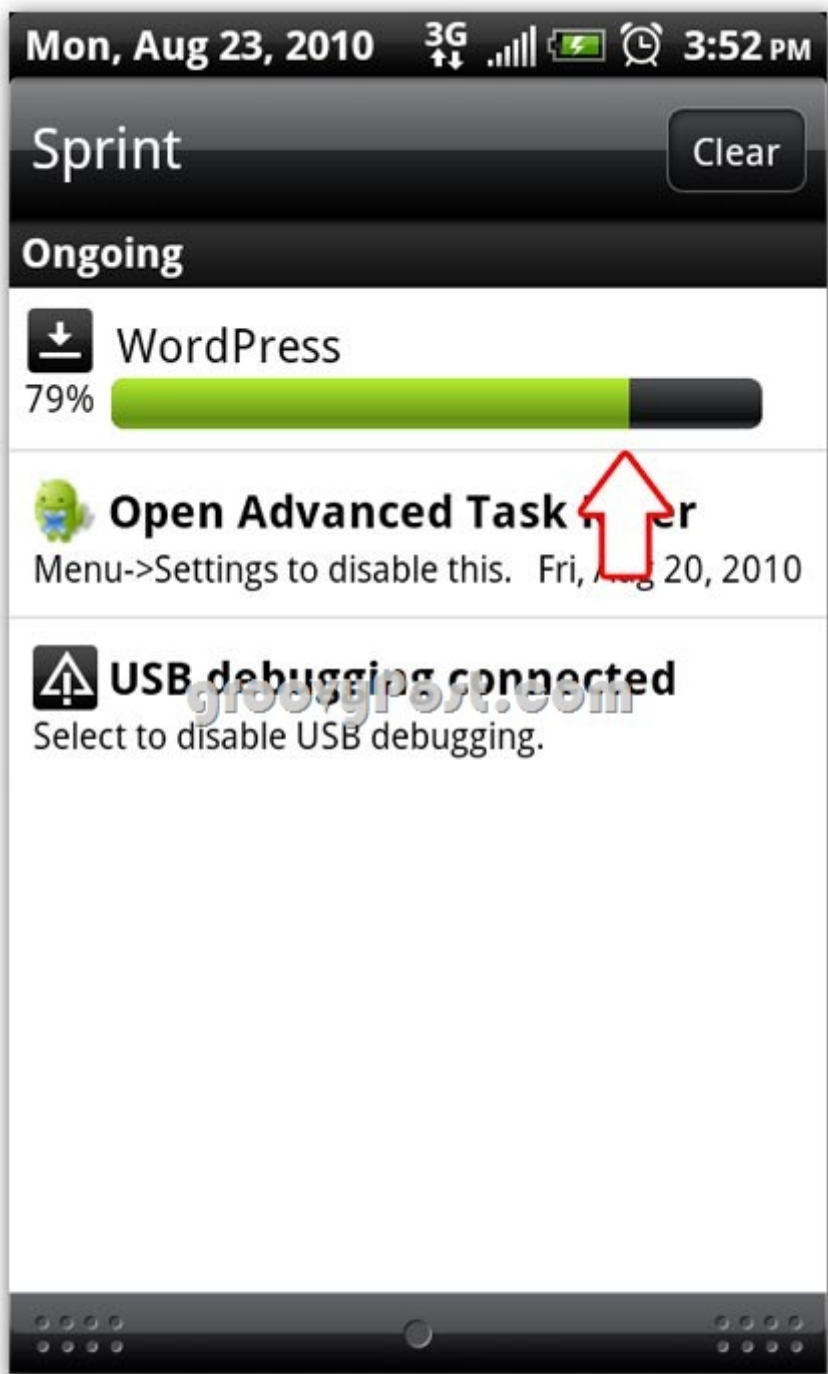 Mon, Aug 23, 2010 3G 3:52 PM
Sprint Clear
Ongoing
WordPress
79%
Open Advanced Task
Menu->Settings to disable this. Fri, Aug 20, 2010
USB debugging connected
groovyPost.com
Select to disable USB debugging.